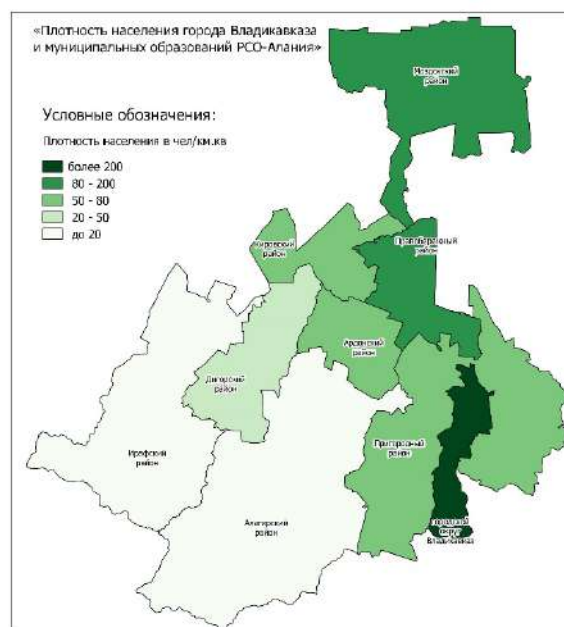 «Плотность населения города Владикавказа
и муниципальных образований РСО-Алания»
Моздокский
район
Условные обозначения:
Плотность населения в чел/км.кв
более 200
80 - 200
50 - 80
20 - 50
до 20
Кировский
район
Правобережный
район
Ардонский
район
Дигорский
район
Пригородный
район
Ирафский
район
Алагирский
район
городской
округ
Владикавказ